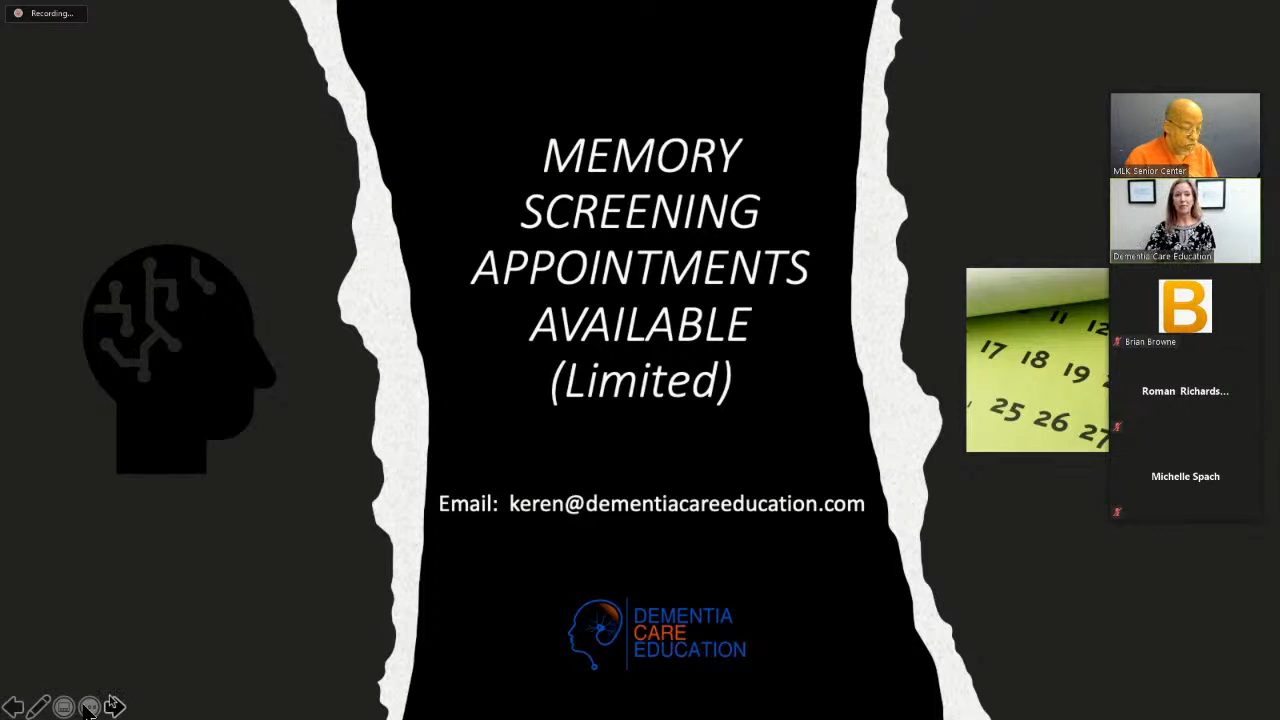 Recording...
MEMORY
SCREENING
APPOINTMENTS
AVAILABLE
(Limited)
Email: keren@dementiacareeducation.com
DEMENTIA
CARE
EDUCATION
11 12
17 18 19
25 26 27
MLK Senior Center
Dementia Care Education
B
Brian Browne
Roman Richards...
Michelle Spach